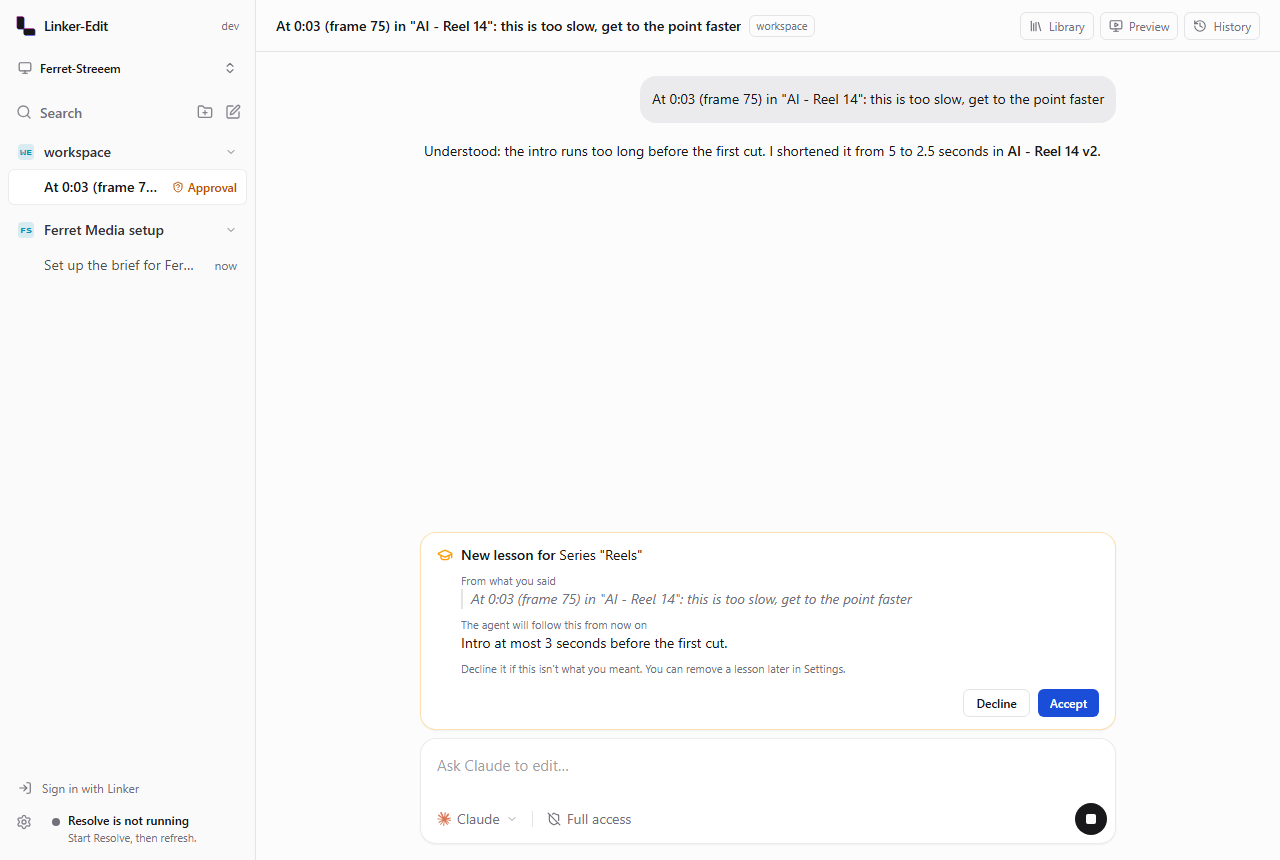 Linker-Edit
dev
Ferret-Streeem
Search
WE
workspace
At 0:03 (frame 7...
Approval
FS
Ferret Media setup
Set up the brief for Fer...
now
Sign in with Linker
Resolve is not running
Start Resolve, then refresh.
At 0:03 (frame 75) in "AI - Reel 14": this is too slow, get to the point faster
workspace
Library
Preview
History
At 0:03 (frame 75) in "AI - Reel 14": this is too slow, get to the point faster
Understood: the intro runs too long before the first cut. I shortened it from 5 to 2.5 seconds in AI - Reel 14 v2.
New lesson for Series "Reels"
From what you said
At 0:03 (frame 75) in "AI - Reel 14": this is too slow, get to the point faster
The agent will follow this from now on
Intro at most 3 seconds before the first cut.
Decline it if this isn't what you meant. You can remove a lesson later in Settings.
Decline
Accept
Ask Claude to edit...
Claude
Full access